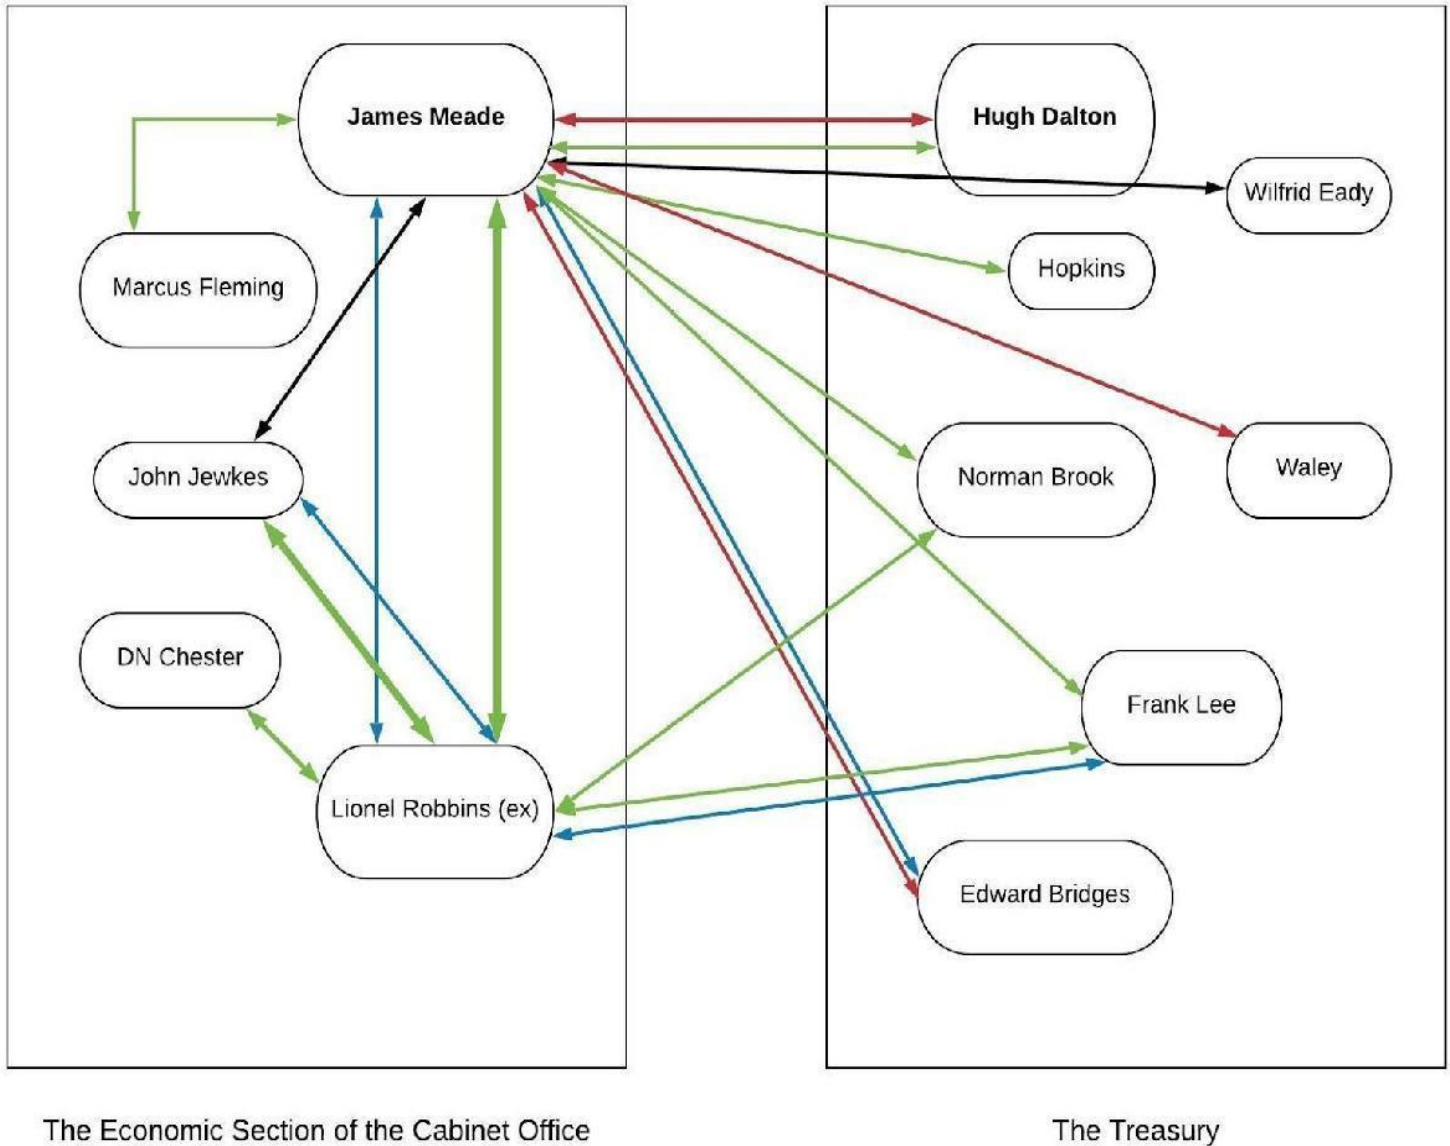 James Meade
Hugh Dalton
Wilfrid Eady
Hopkins
Marcus Fleming
Waley
John Jewkes
Norman Brook
DN Chester
Frank Lee
Lionel Robbins (ex)
Edward Bridges
The Economic Section of the Cabinet Office
The Treasury